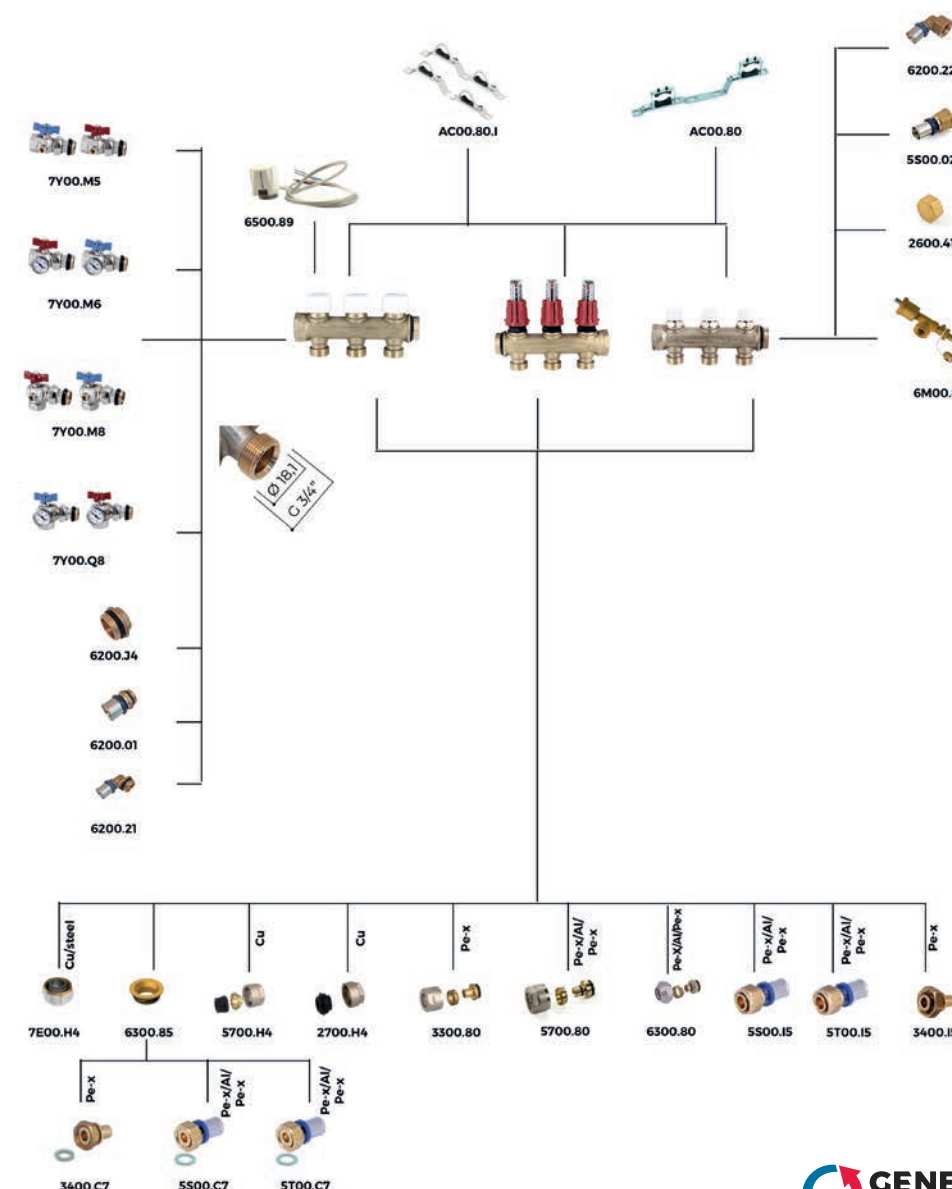 AC00.80.I
AC00.80
6500.89
7Y00.M5
7Y00.M6
7Y00.M8
7Y00.Q8
6200.J4
6200.01
6200.21
6200.22
5S00.02
2600.4
6M00.
Ø 18,1
G 3/4"
Cu/steel
Cu
Cu
Pe-x
Pe-x/Al/
Pe-x
Pe-X/Al/Pe-x
Pe-x/Al/
Pe-x
Pe-x/Al/
Pe-x
Pe-x
7E00.H4
6300.85
5700.H4
2700.H4
3300.80
5700.80
6300.80
5S00.I5
5T00.I5
3400.I5
Pe-x
Pe-x/Al/
Pe-x
Pe-x/Al/
Pe-x
3400.C7
5S00.C7
5T00.C7
GENE